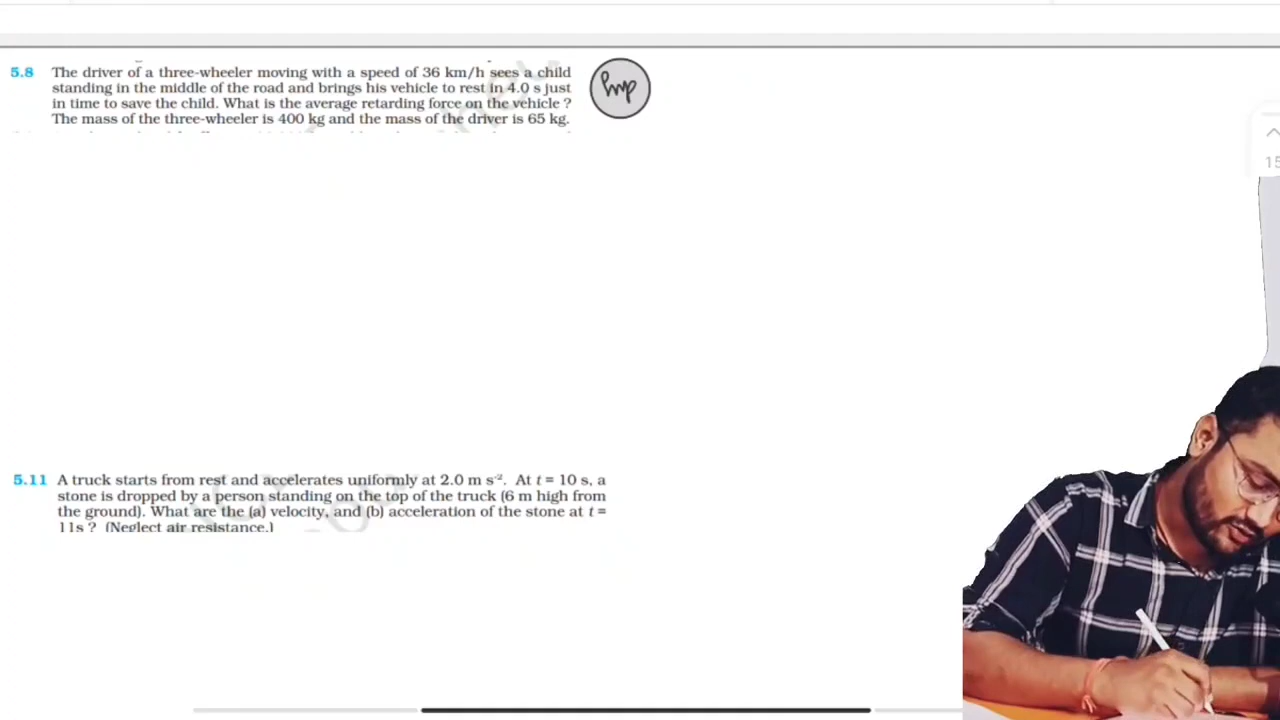 5.8 The driver of a three-wheeler moving with a speed of 36 km/h sees a child
standing in the middle of the road and brings his vehicle to rest in 4.0 s just
in time to save the child. What is the average retarding force on the vehicle ?
The mass of the three-wheeler is 400 kg and the mass of the driver is 65 kg.
Imp
15
5.11 A truck starts from rest and accelerates uniformly at 2.0 m s⁻². At t = 10 s, a
stone is dropped by a person standing on the top of the truck (6 m high from
the ground). What are the (a) velocity, and (b) acceleration of the stone at t =
11s ? (Neglect air resistance.)